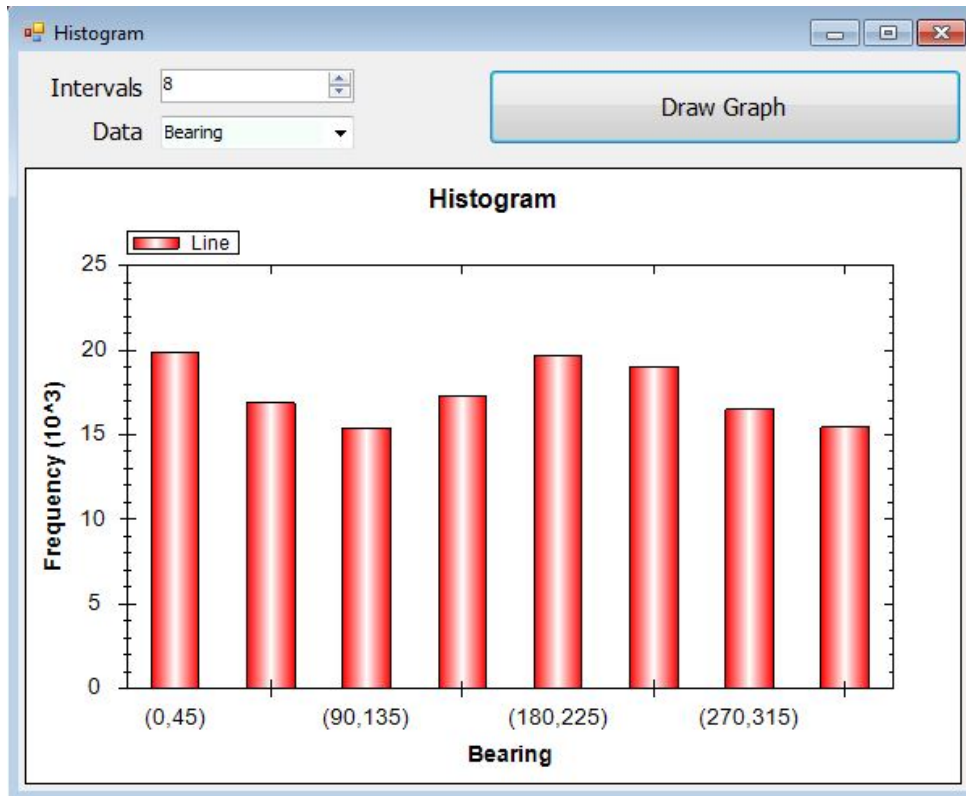 Histogram
Intervals 8
Draw Graph
Data Bearing
Histogram
Line
25
20
15
10
5
0
Frequency (10^3)
(0,45) (90,135) (180,225) (270,315)
Bearing